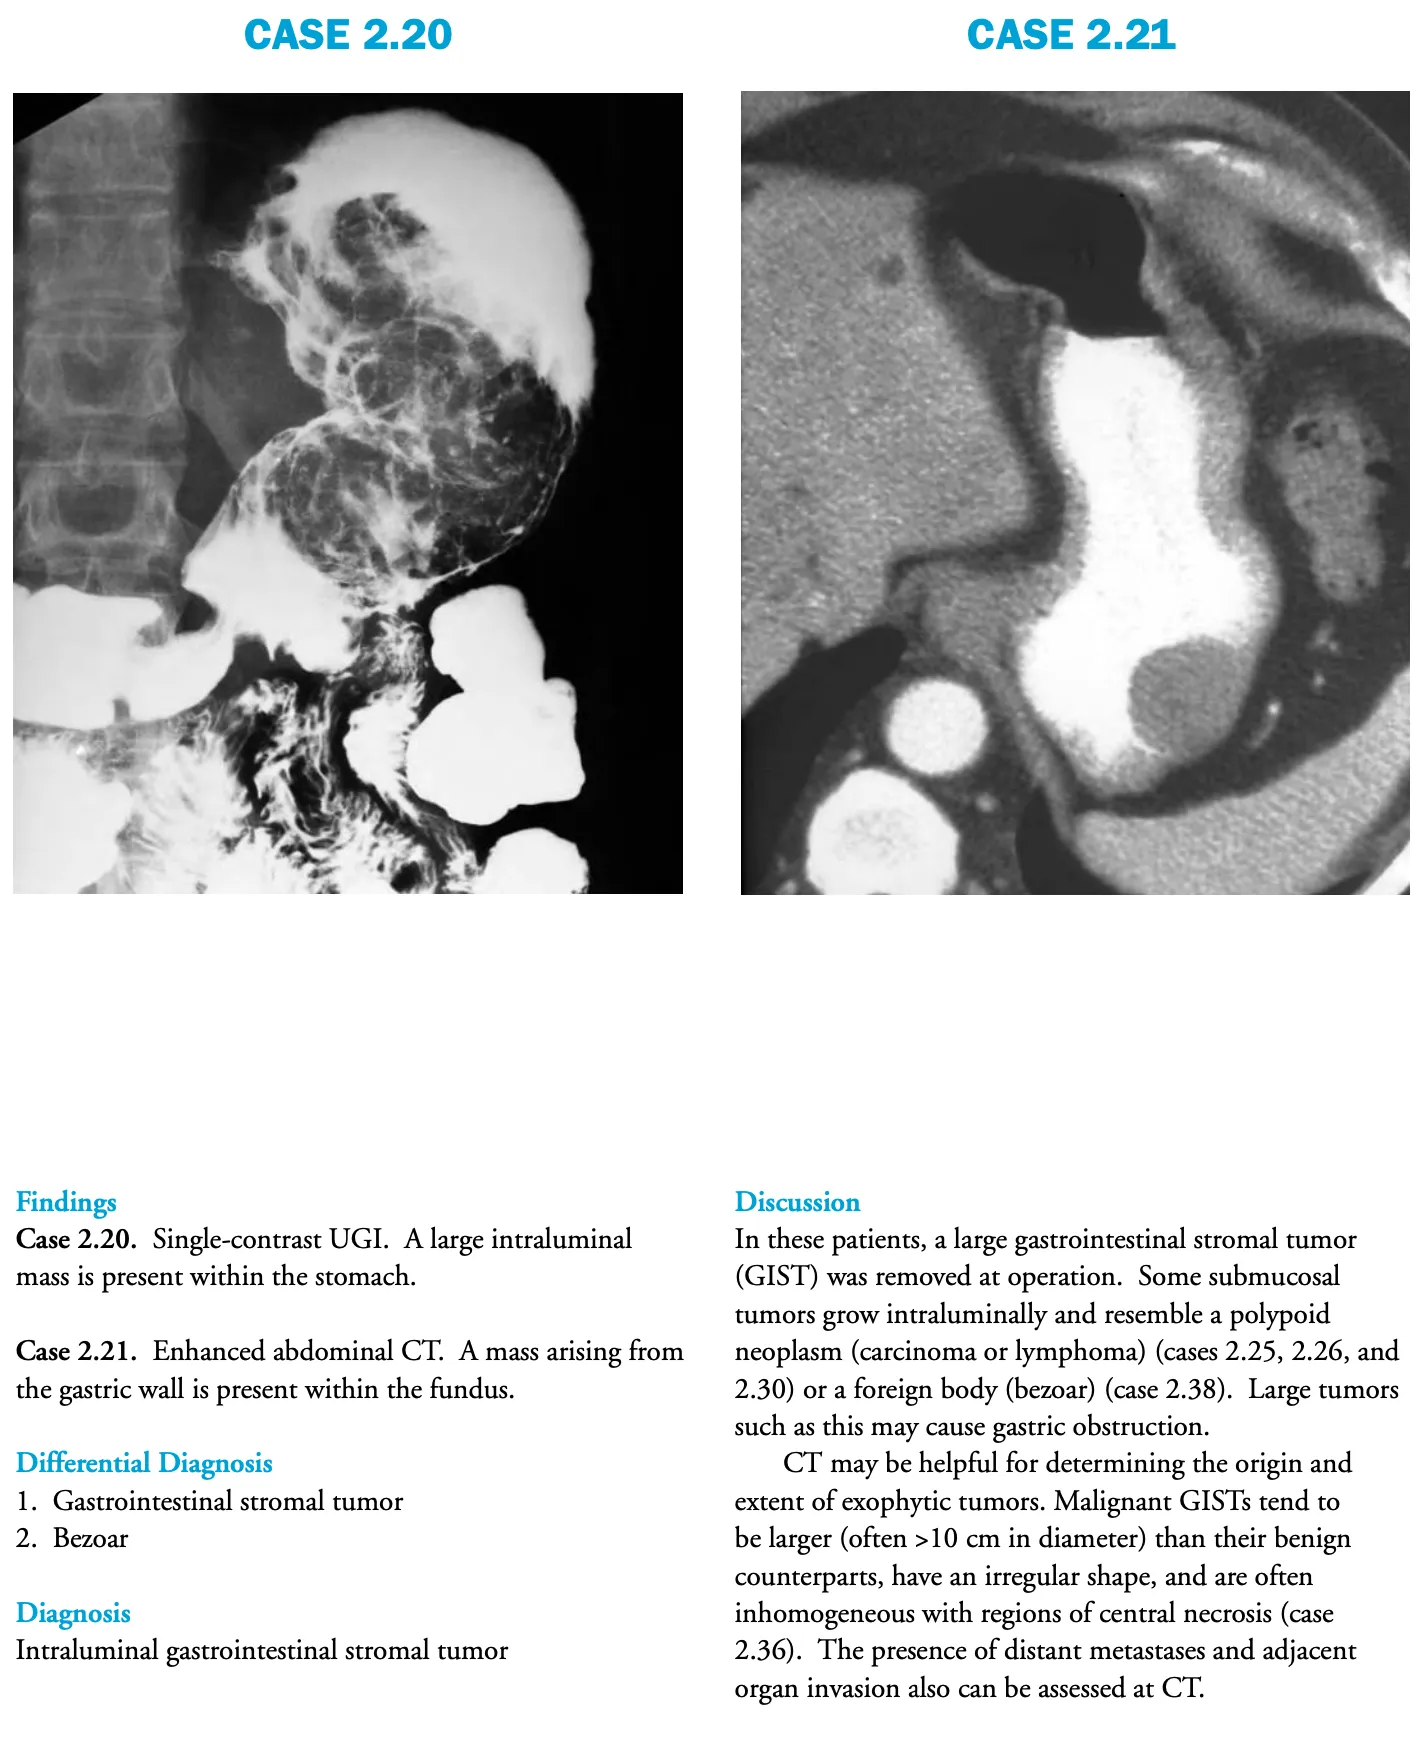 CASE 2.20
CASE 2.21
Findings
Case 2.20. Single-contrast UGI. A large intraluminal
mass is present within the stomach.
Case 2.21. Enhanced abdominal CT. A mass arising from
the gastric wall is present within the fundus.
Differential Diagnosis
1. Gastrointestinal stromal tumor
2. Bezoar
Diagnosis
Intraluminal gastrointestinal stromal tumor
Discussion
In these patients, a large gastrointestinal stromal tumor
(GIST) was removed at operation. Some submucosal
tumors grow intraluminally and resemble a polypoid
neoplasm (carcinoma or lymphoma) (cases 2.25, 2.26, and
2.30) or a foreign body (bezoar) (case 2.38). Large tumors
such as this may cause gastric obstruction.
CT may be helpful for determining the origin and
extent of exophytic tumors. Malignant GISTs tend to
be larger (often >10 cm in diameter) than their benign
counterparts, have an irregular shape, and are often
inhomogeneous with regions of central necrosis (case
2.36). The presence of distant metastases and adjacent
organ invasion also can be assessed at CT.